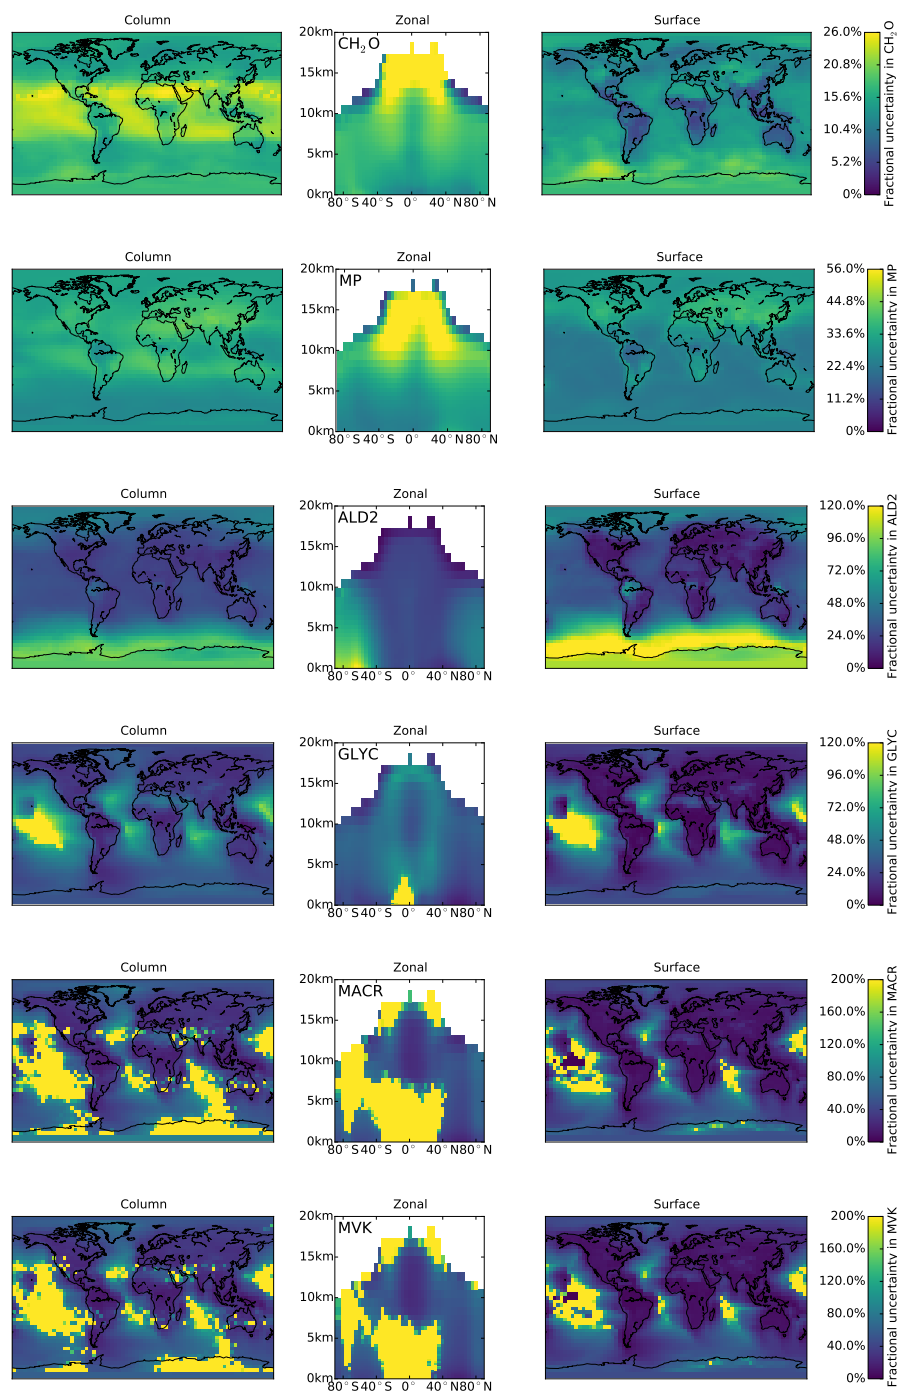 Column Zonal Surface
20km 15km 10km 5km 0km
CH₂O
80°S 40°S 0° 40°N 80°N
26.0% 20.8% 15.6% 10.4% 5.2% 0%
Fractional uncertainty in CH₂O
Column Zonal Surface
20km 15km 10km 5km 0km
MP
80°S 40°S 0° 40°N 80°N
56.0% 44.8% 33.6% 22.4% 11.2% 0%
Fractional uncertainty in MP
Column Zonal Surface
20km 15km 10km 5km 0km
ALD2
80°S 40°S 0° 40°N 80°N
120.0% 96.0% 72.0% 48.0% 24.0% 0%
Fractional uncertainty in ALD2
Column Zonal Surface
20km 15km 10km 5km 0km
GLYC
80°S 40°S 0° 40°N 80°N
120.0% 96.0% 72.0% 48.0% 24.0% 0%
Fractional uncertainty in GLYC
Column Zonal Surface
20km 15km 10km 5km 0km
MACR
80°S 40°S 0° 40°N 80°N
200% 160.0% 120.0% 80.0% 40.0% 0%
Fractional uncertainty in MACR
Column Zonal Surface
20km 15km 10km 5km 0km
MVK
80°S 40°S 0° 40°N 80°N
200% 160.0% 120.0% 80.0% 40.0% 0%
Fractional uncertainty in MVK